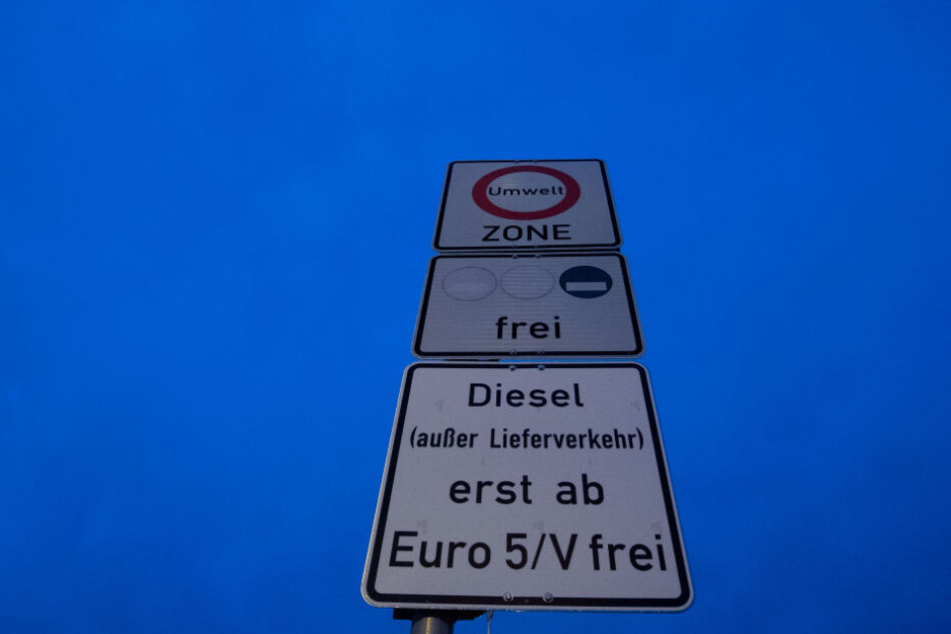 Umwelt
ZONE
frei
Diesel
(außer Lieferverkehr)
erst ab
Euro 5/V frei